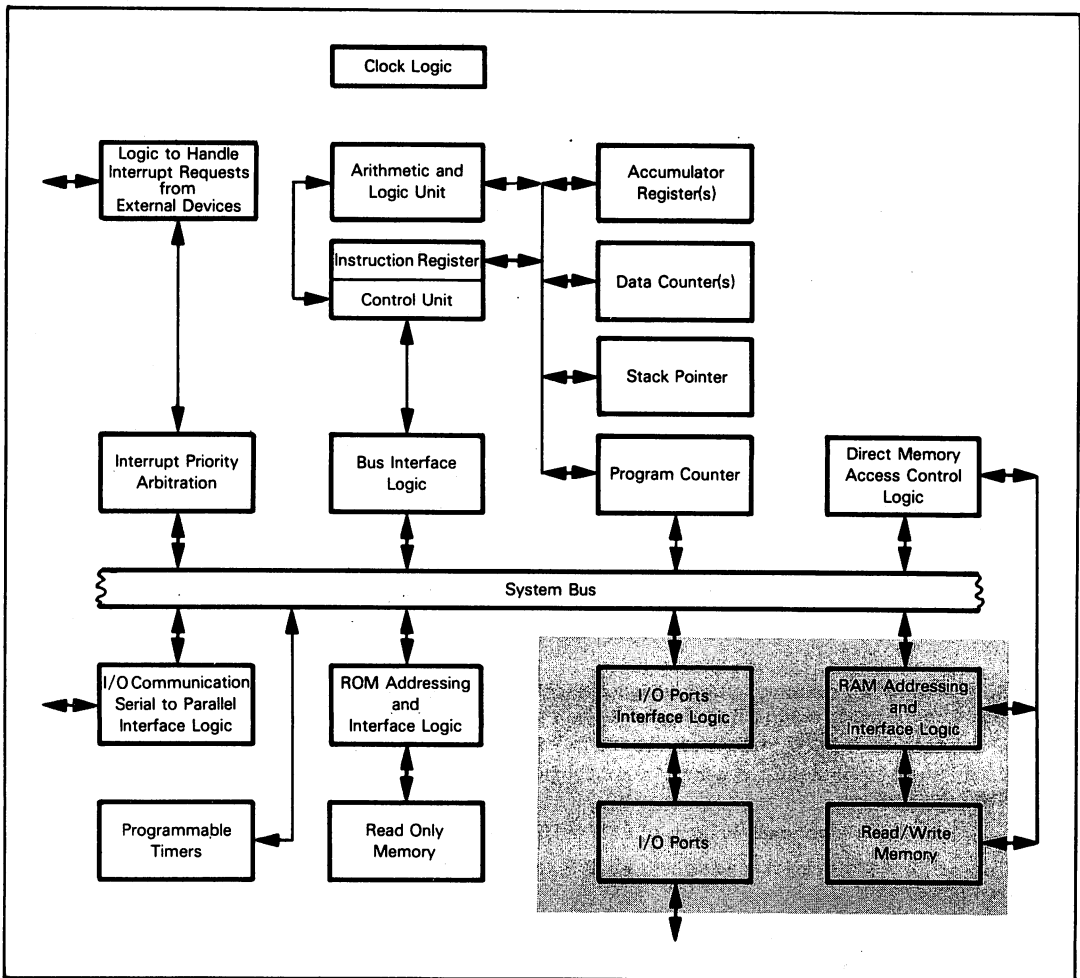 Clock Logic
Logic to Handle
Interrupt Requests
from
External Devices
Arithmetic and
Logic Unit
Accumulator
Register(s)
Instruction Register
Control Unit
Data Counter(s)
Stack Pointer
Interrupt Priority
Arbitration
Bus Interface
Logic
Program Counter
Direct Memory
Access Control
Logic
System Bus
I/O Communication
Serial to Parallel
Interface Logic
ROM Addressing
and
Interface Logic
I/O Ports
Interface Logic
RAM Addressing
and
Interface Logic
Programmable
Timers
Read Only
Memory
I/O Ports
Read/Write
Memory